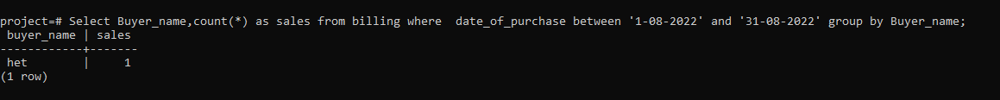 project=# Select Buyer_name,count(*) as sales from billing where  date_of_purchase between '1-08-2022' and '31-08-2022' group by Buyer_name;
 buyer_name | sales
------------+-------
 het        |     1
(1 row)